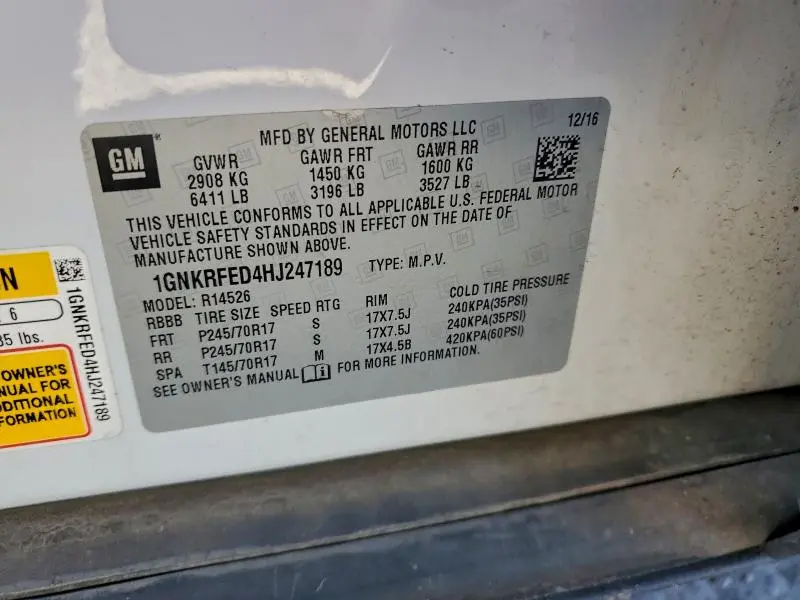 GM
MFD BY GENERAL MOTORS LLC
12/16
GVWR GAWR FRT GAWR RR
2908 KG 1450 KG 1600 KG
6411 LB 3196 LB 3527 LB
THIS VEHICLE CONFORMS TO ALL APPLICABLE U.S. FEDERAL MOTOR
VEHICLE SAFETY STANDARDS IN EFFECT ON THE DATE OF
MANUFACTURE SHOWN ABOVE.
1GNKRFED4HJ247189 TYPE: M.P.V.
MODEL: R14526
RBBB TIRE SIZE SPEED RTG RIM COLD TIRE PRESSURE
FRT P245/70R17 S 17X7.5J 240KPA(35PSI)
RR P245/70R17 S 17X7.5J 240KPA(35PSI)
SPA T145/70R17 M 17X4.5B 420KPA(60PSI)
SEE OWNER'S MANUAL FOR MORE INFORMATION.
N
6
35 lbs.
OWNER'S
NUAL FOR
DDITIONAL
FORMATION
1GNKRFED4HJ247189